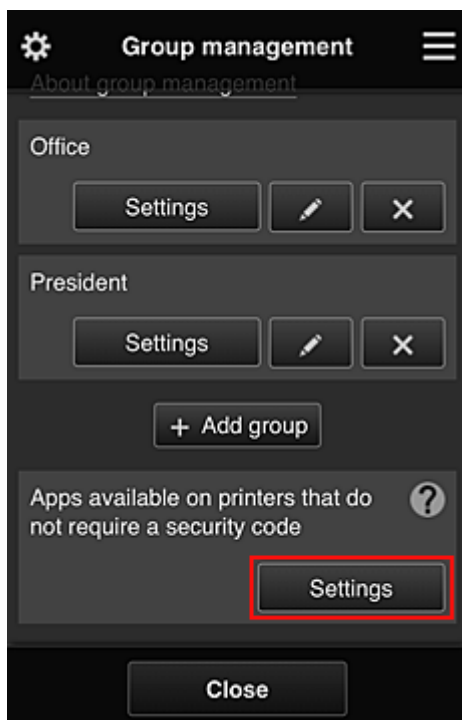 Group management
About group management
Office
Settings
President
Settings
+ Add group
Apps available on printers that do
not require a security code
?
Settings
Close